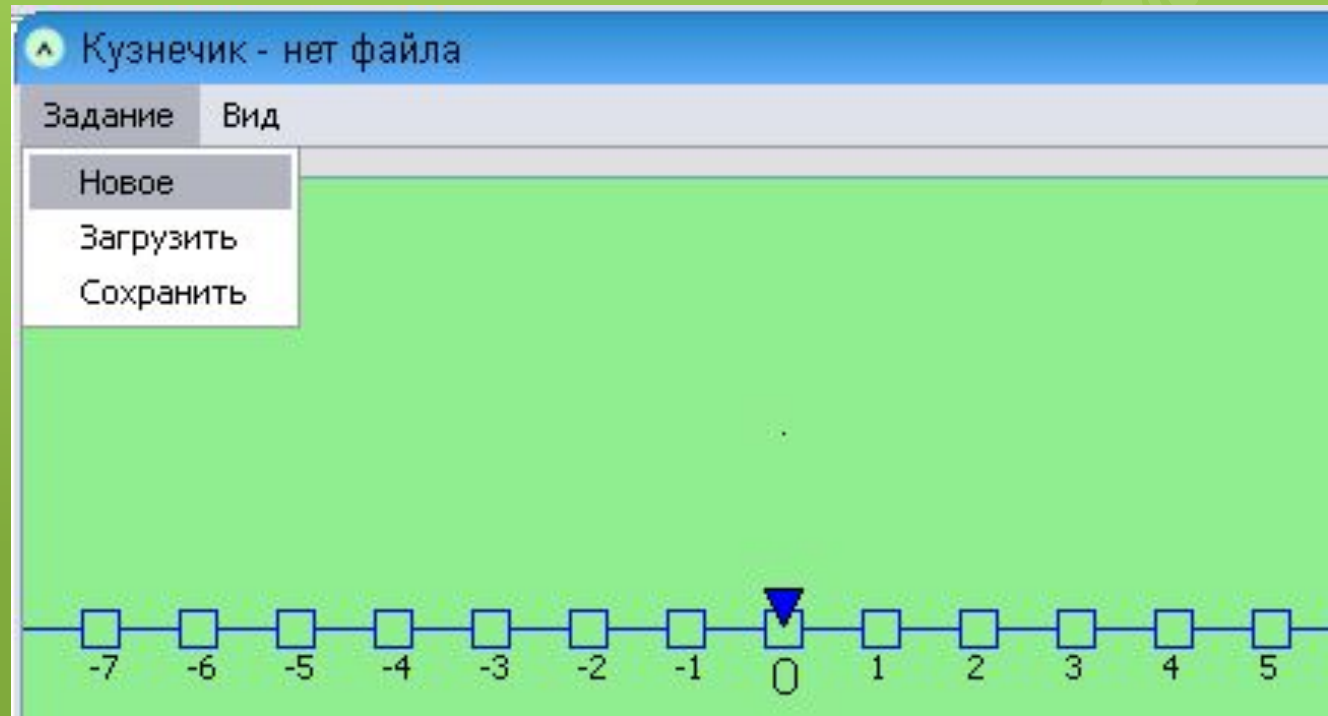 Кузнечик - нет файла
Задание Вид
Новое
Загрузить
Сохранить
-7 -6 -5 -4 -3 -2 -1 0 1 2 3 4 5